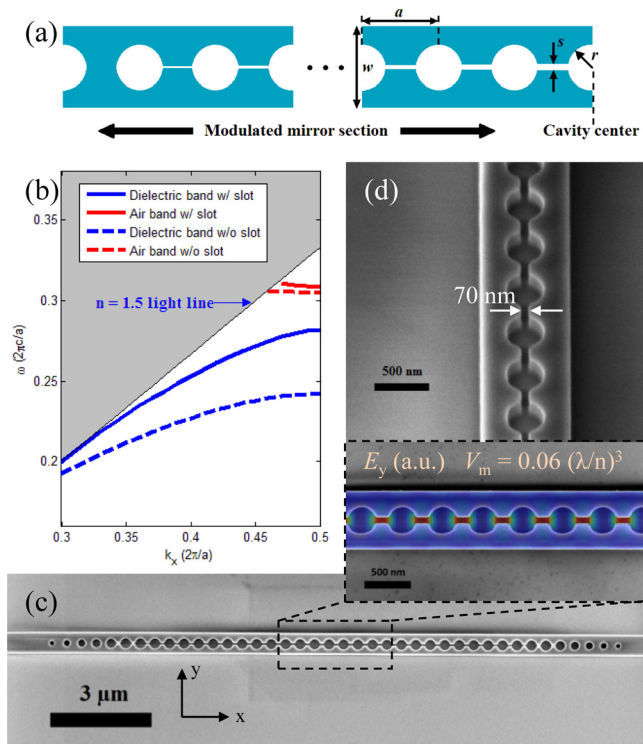 (a)
a
w
s
r
Modulated mirror section
Cavity center
(b)
0.35
0.3
0.25
0.2
ω (2πc/a)
Dielectric band w/ slot
Air band w/ slot
Dielectric band w/o slot
Air band w/o slot
n = 1.5 light line
0.3
0.35
0.4
0.45
0.5
kx (2π/a)
(d)
70 nm
500 nm
Ey (a.u.) Vm = 0.06 (λ/n)3
500 nm
(c)
3 μm
y
x